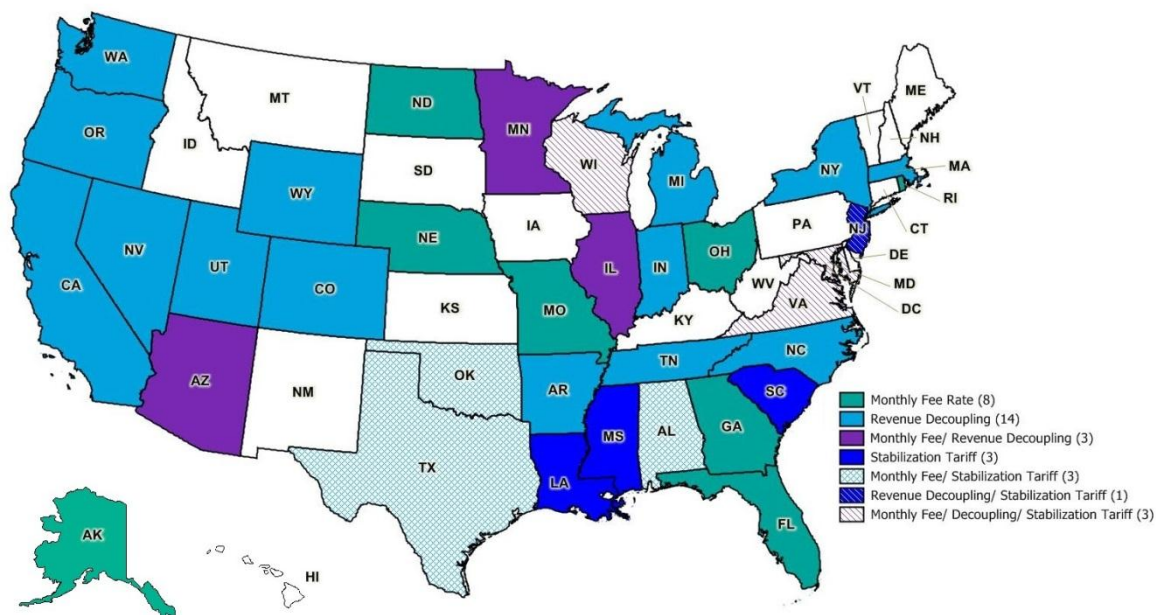 WA
MT
ND
MN
VT
ME
OR
ID
NH
WI
SD
NY
MA
WY
MI
RI
IA
PA
CT
NE
NJ
NV
IL
IN
OH
DE
UT
CA
CO
MD
WV
VA
KS
MO
DC
KY
NC
TN
AZ
OK
NM
AR
SC
MS
AL
GA
TX
LA
FL
AK
HI
Monthly Fee Rate (8)
Revenue Decoupling (14)
Monthly Fee/ Revenue Decoupling (3)
Stabilization Tariff (3)
Monthly Fee/ Stabilization Tariff (3)
Revenue Decoupling/ Stabilization Tariff (1)
Monthly Fee/ Decoupling/ Stabilization Tariff (3)